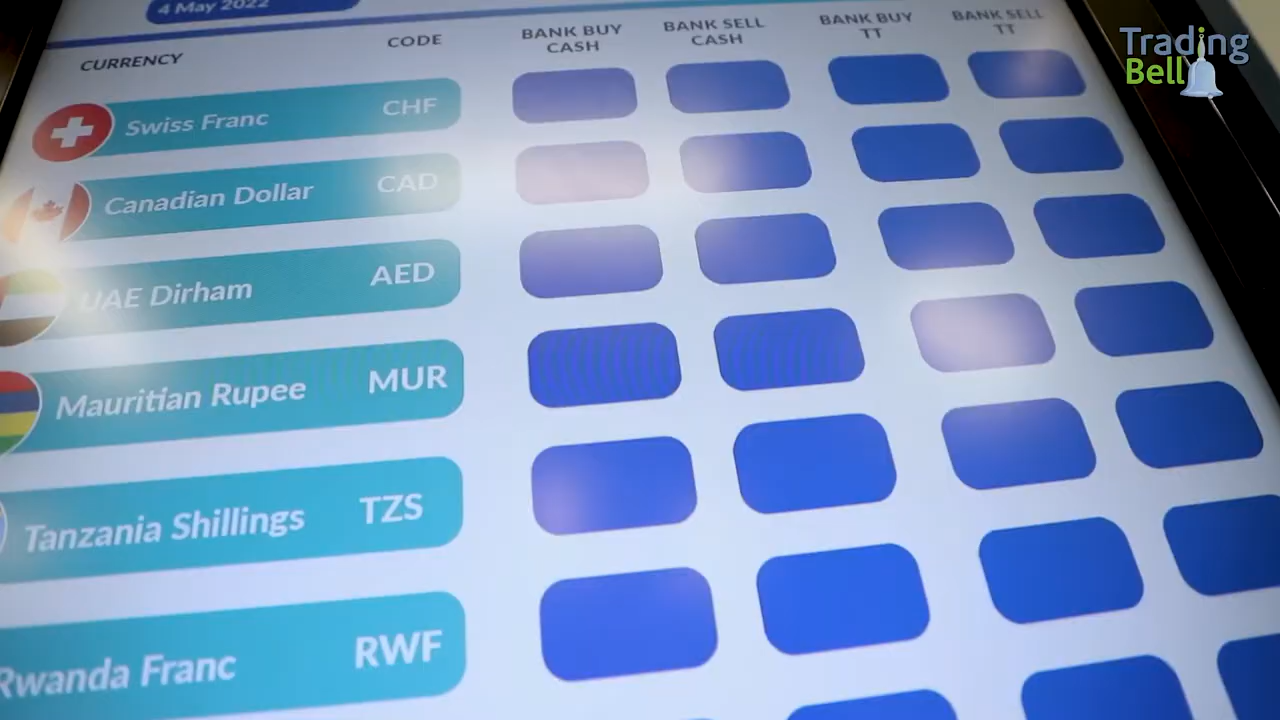 4 May 2022
CURRENCY CODE BANK BUY CASH BANK SELL CASH BANK BUY TT BANK SELL TT
Swiss Franc CHF
Canadian Dollar CAD
UAE Dirham AED
Mauritian Rupee MUR
Tanzania Shillings TZS
Rwanda Franc RWF
Trading
Bell